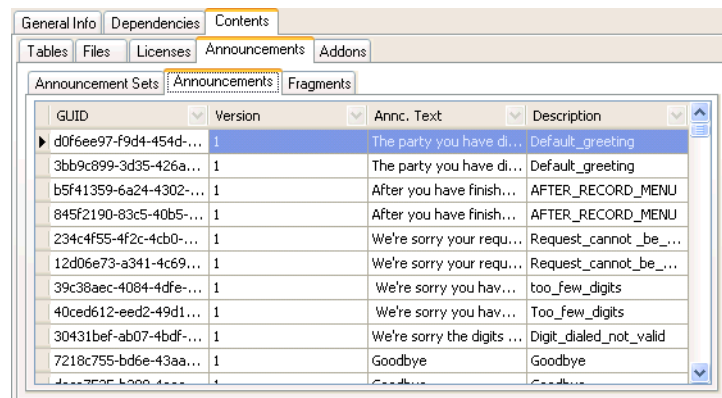 General Info Dependencies Contents
Tables Files Licenses Announcements Addons
Announcement Sets Announcements Fragments
GUID Version Annc. Text Description
d0f6ee97-f9d4-454d-... 1 The party you have di... Default_greeting
3bb9c899-3d35-426a... 1 The party you have di... Default_greeting
b5f41359-6a24-4302-... 1 After you have finish... AFTER_RECORD_MENU
845f2190-83c5-40b5-... 1 After you have finish... AFTER_RECORD_MENU
234c4f55-4f2c-4cb0-... 1 We're sorry your requ... Request_cannot _be_...
12d06e73-a341-4c69... 1 We're sorry your requ... Request_cannot_be_...
39c38aec-4084-4dfe-... 1 We're sorry you hav... too_few_digits
40ced612-eed2-49d1... 1 We're sorry you hav... Too_few_digits
30431bef-ab07-4bdf-... 1 We're sorry the digits ... Digit_dialed_not_valid
7218c755-bd6e-43aa... 1 Goodbye Goodbye
1 Goodbye Goodbye